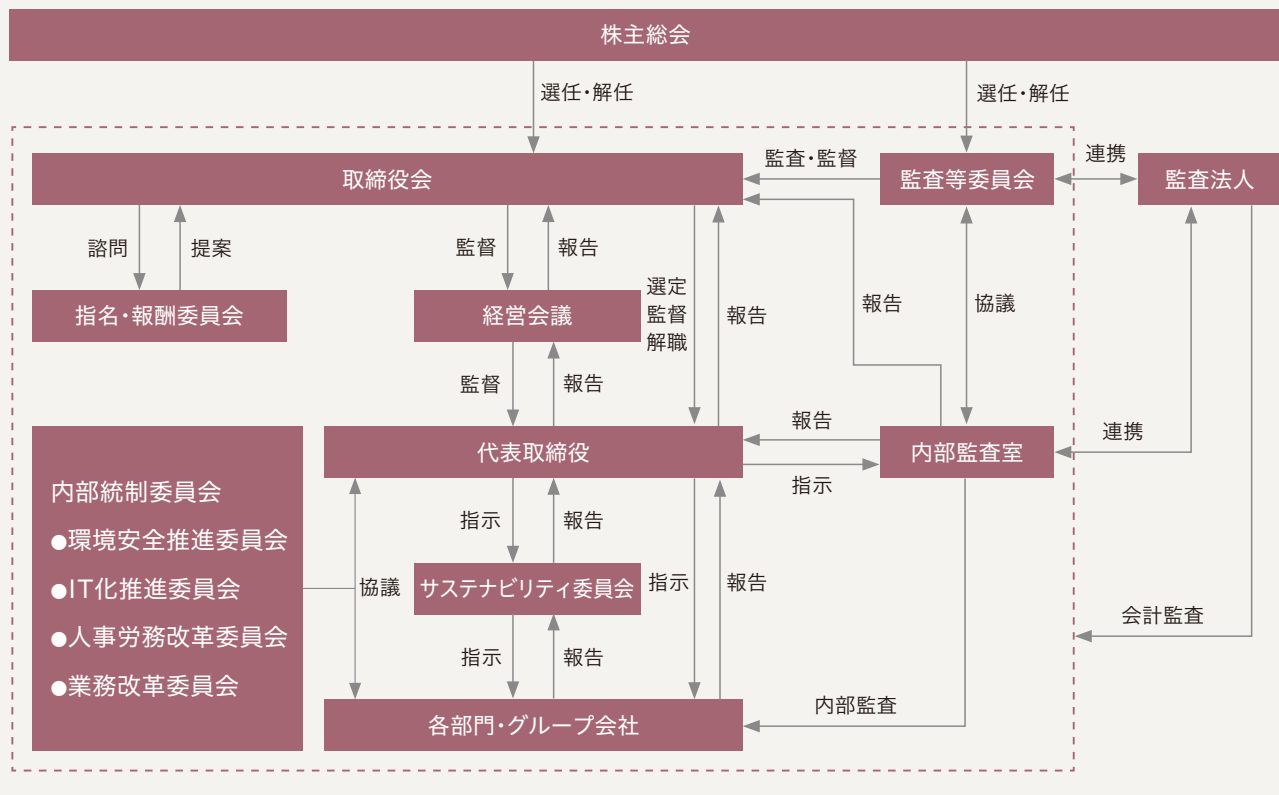 株主総会
選任・解任
選任・解任
取締役会
監査・監督
監査等委員会
連携
監査法人
諮問
提案
監督
報告
選定
監督
解職
報告
報告
協議
指名・報酬委員会
経営会議
監督
報告
報告
連携
代表取締役
内部監査室
指示
内部統制委員会
●環境安全推進委員会
●IT化推進委員会
●人事労務改革委員会
●業務改革委員会
協議
指示
報告
サステナビリティ委員会
指示
報告
会計監査
指示
報告
内部監査
各部門・グループ会社